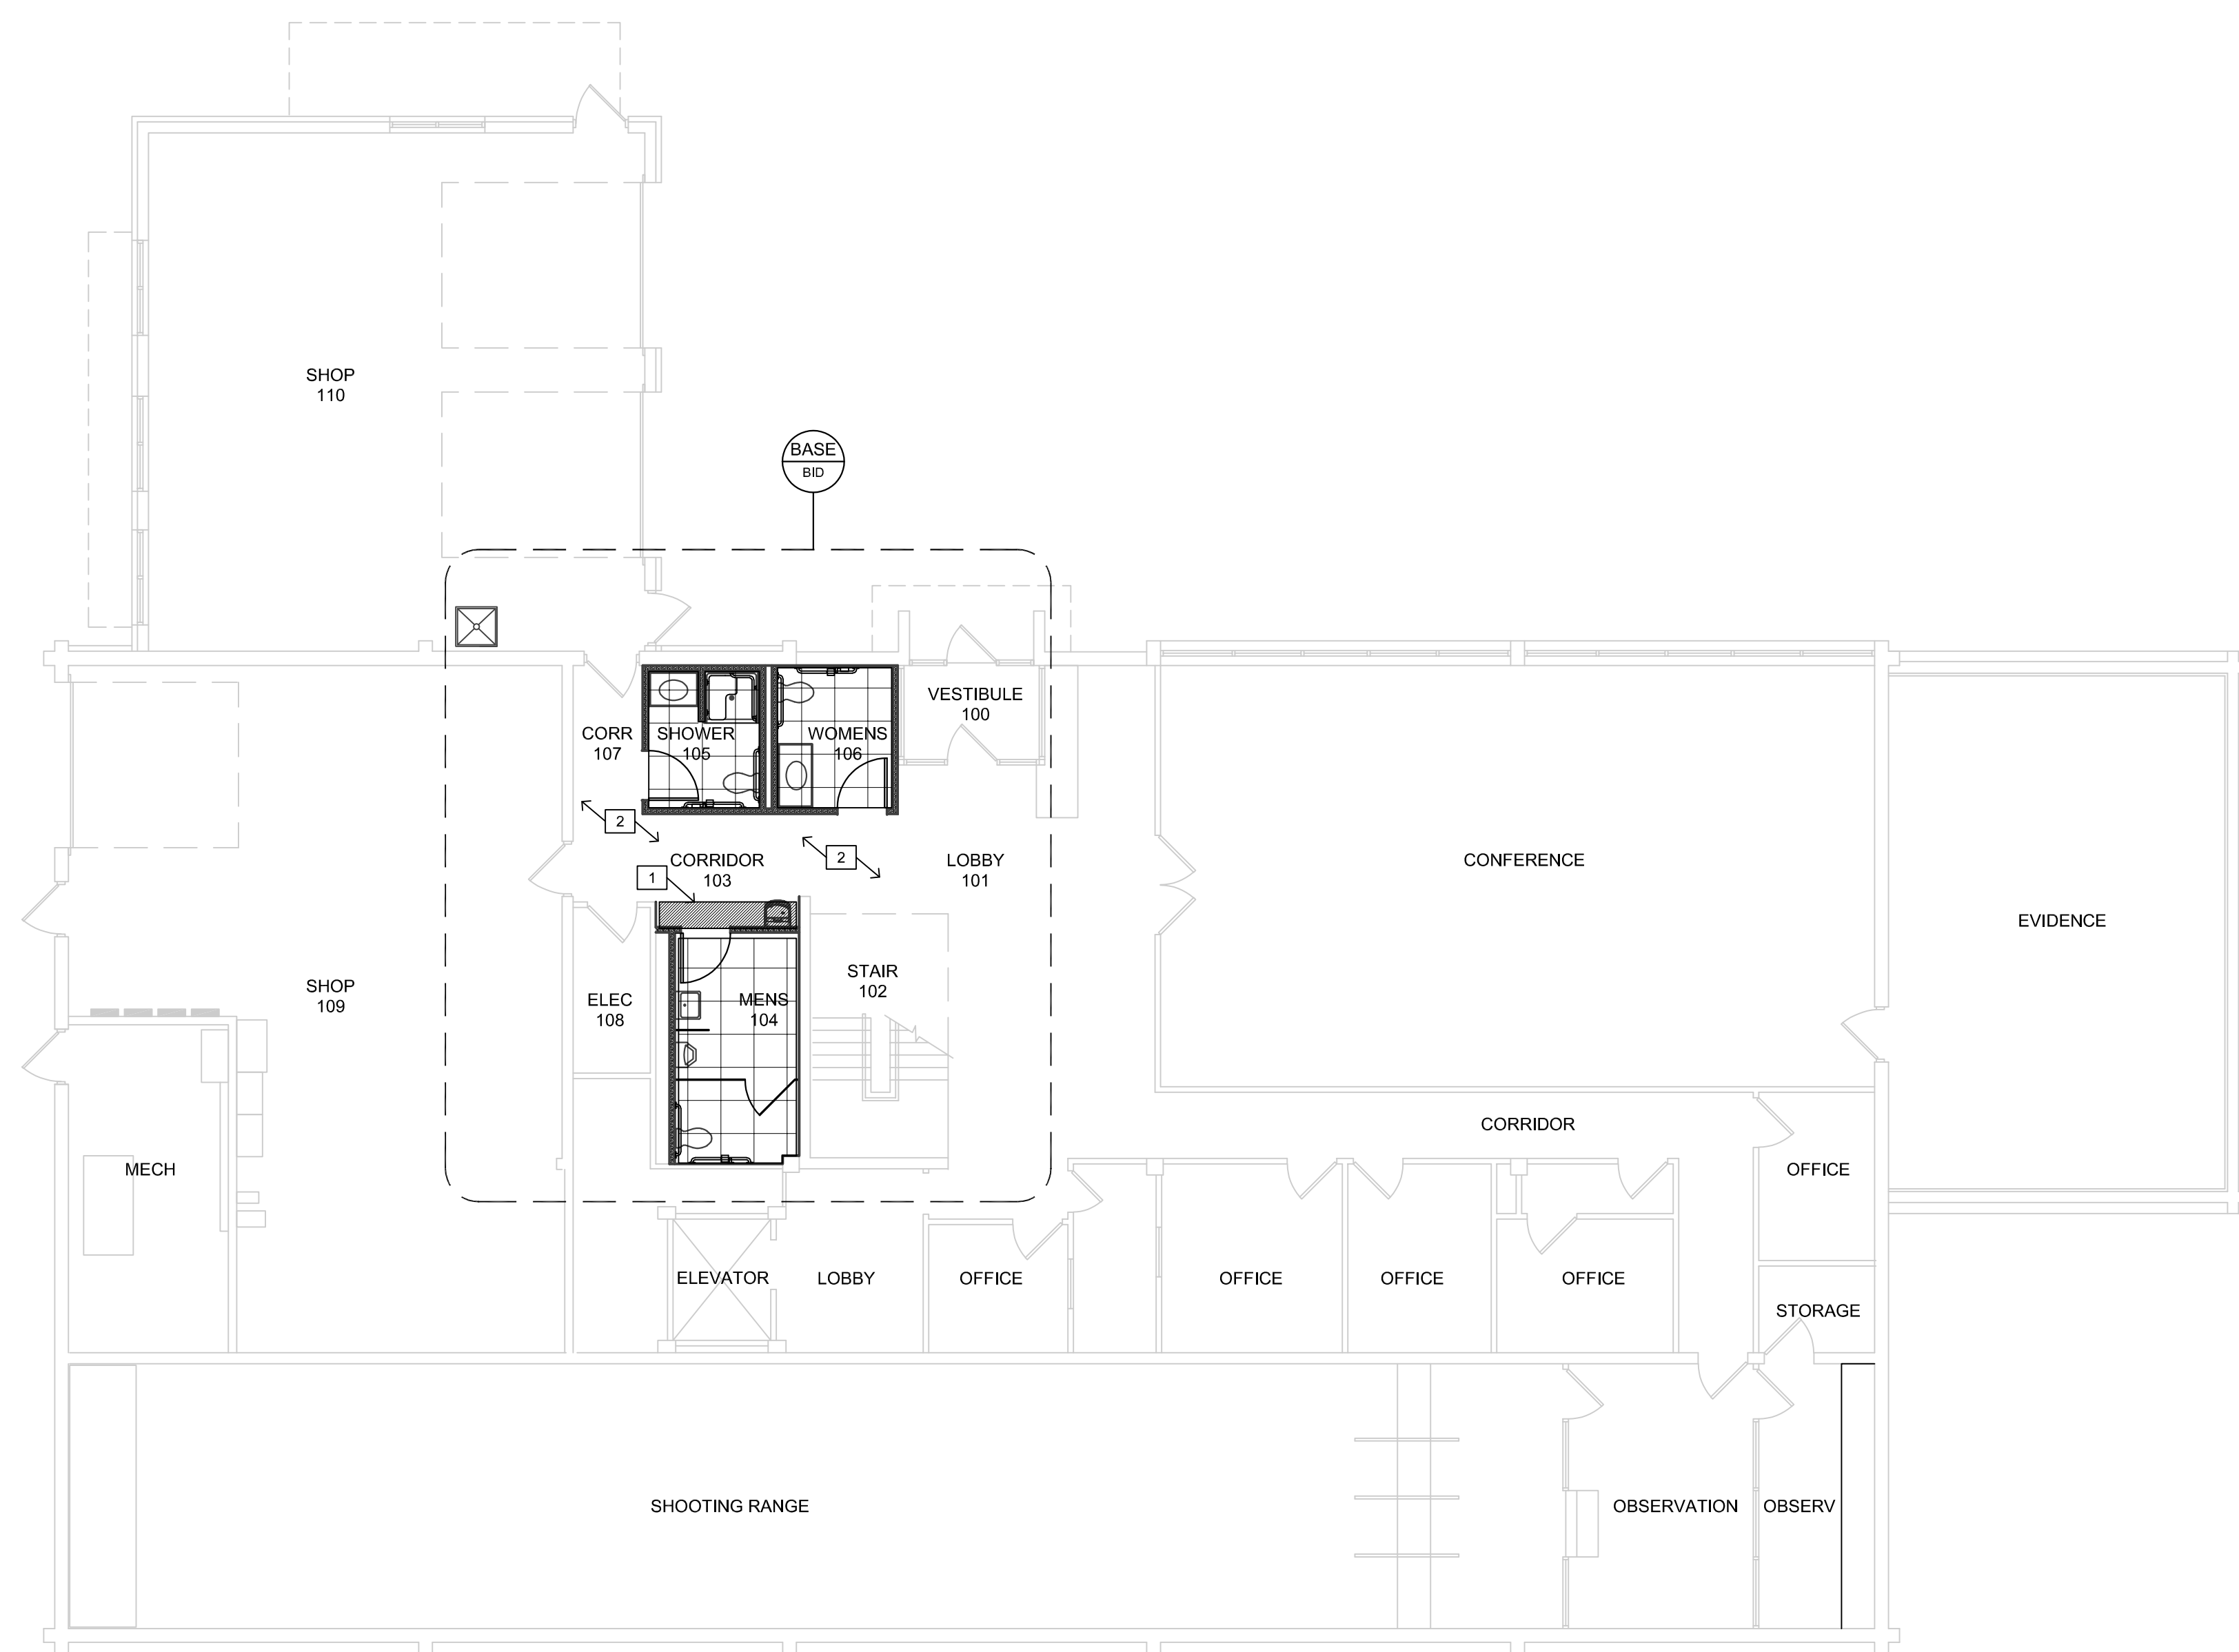 SHOP
110
BASE
BID
VESTIBULE
100
CORR
107
SHOWER
105
WOMENS
106
2
2
CORRIDOR
103
LOBBY
101
CONFERENCE
1
EVIDENCE
STAIR
102
SHOP
109
ELEC
108
MENS
104
CORRIDOR
MECH
OFFICE
ELEVATOR
LOBBY
OFFICE
OFFICE
OFFICE
OFFICE
STORAGE
SHOOTING RANGE
OBSERVATION
OBSERV